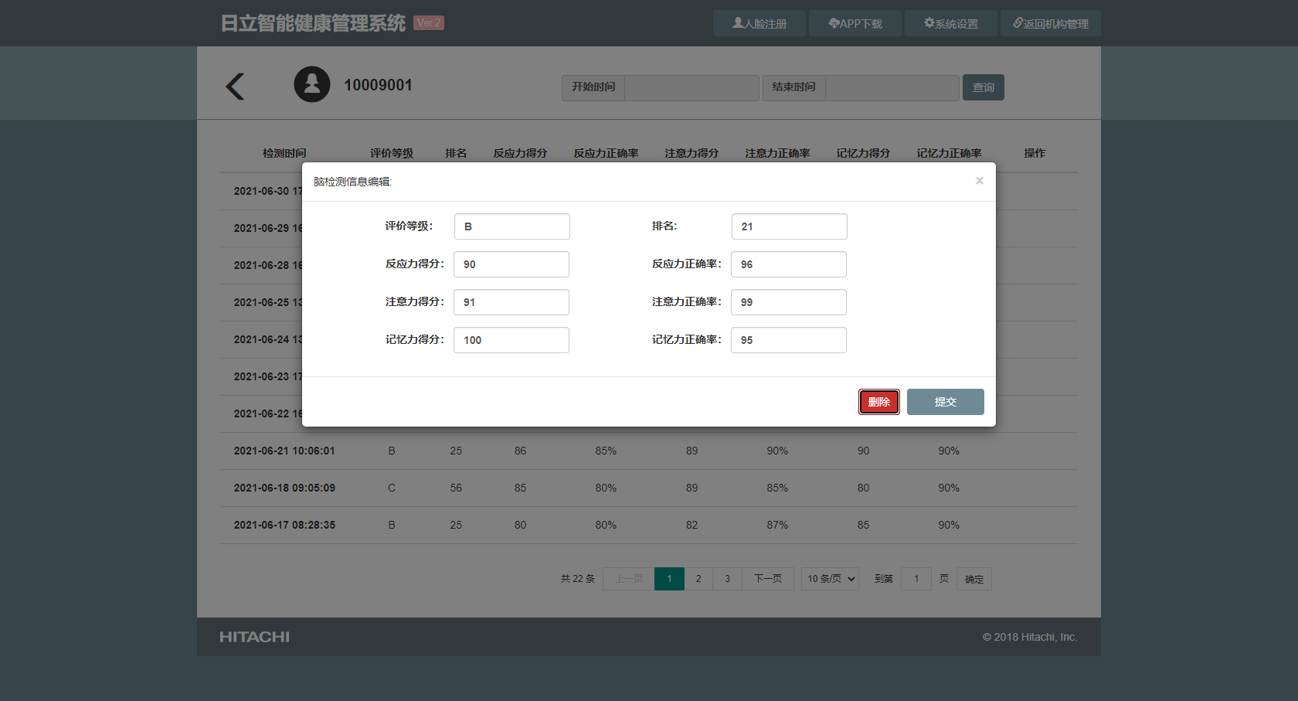 日立智能健康管理系统 Ver.2 人脸注册 APP下载 系统设置 返回机构管理
10009001 开始时间 结束时间 查询
检测时间 评价等级 排名 反应力得分 反应力正确率 注意力得分 注意力正确率 记忆力得分 记忆力正确率 操作
脑检测信息编辑: ×
2021-06-30 17
评价等级: B 排名: 21
2021-06-29 16
反应力得分: 90 反应力正确率: 96
2021-06-28 16
注意力得分: 91 注意力正确率: 99
2021-06-25 13
记忆力得分: 100 记忆力正确率: 95
2021-06-24 13
2021-06-23 17
删除 提交
2021-06-22 16
2021-06-21 10:06:01 B 25 86 85% 89 90% 90 90%
2021-06-18 09:05:09 C 56 85 80% 89 85% 80 90%
2021-06-17 08:28:35 B 25 80 80% 82 87% 85 90%
共 22 条 上一页 1 2 3 下一页 10 条/页 到第 1 页 确定
HITACHI © 2018 Hitachi, Inc.